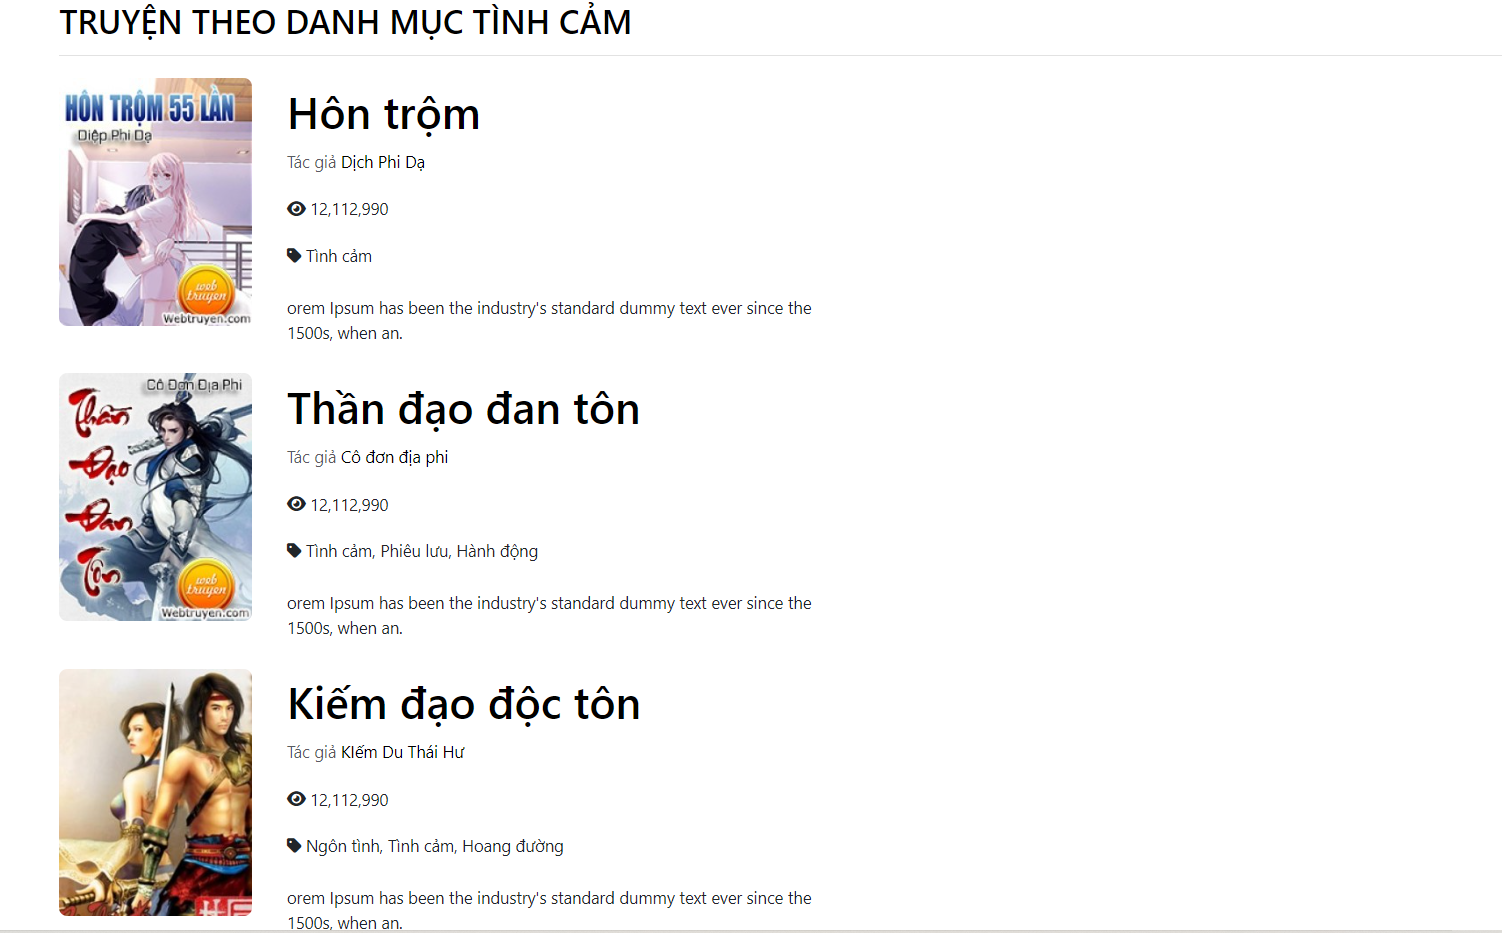 TRUYỆN THEO DANH MỤC TÌNH CẢM
HÔN TRỘM 55 LẦN
Diệp Phi Dạ
web
truyen
Webtruyen.com
Hôn trộm
Tác giả Dịch Phi Dạ
12,112,990
Tình cảm
orem Ipsum has been the industry's standard dummy text ever since the
1500s, when an.
Cô Đơn Địa Phi
Thần
Đạo
Đan
Tôn
web
truyen
Webtruyen.com
Thần đạo đan tôn
Tác giả Cô đơn địa phi
12,112,990
Tình cảm, Phiêu lưu, Hành động
orem Ipsum has been the industry's standard dummy text ever since the
1500s, when an.
Kiếm đạo độc tôn
Tác giả KIếm Du Thái Hư
12,112,990
Ngôn tình, Tình cảm, Hoang đường
orem Ipsum has been the industry's standard dummy text ever since the
1500s, when an.